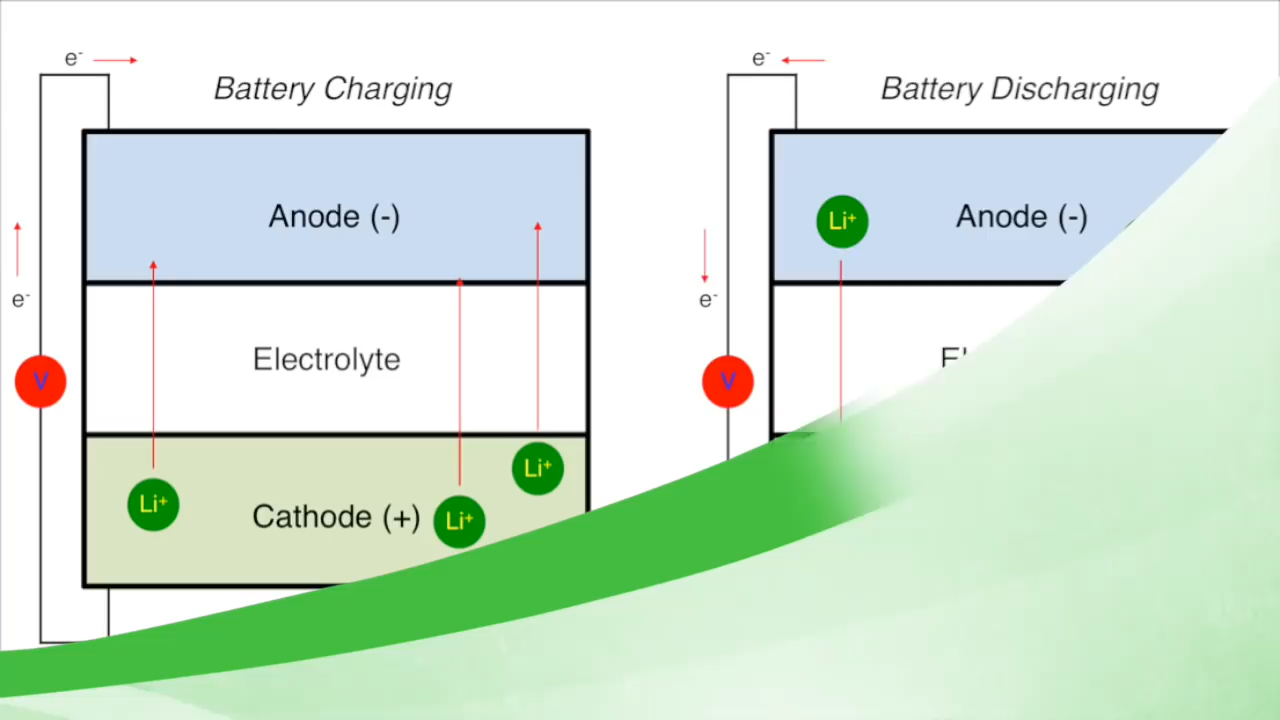 e⁻
Battery Charging
Anode (-)
e⁻
Electrolyte
V
Li⁺
Li⁺
Cathode (+)
Li⁺
e⁻
Battery Discharging
Li⁺
Anode (-)
e⁻
V